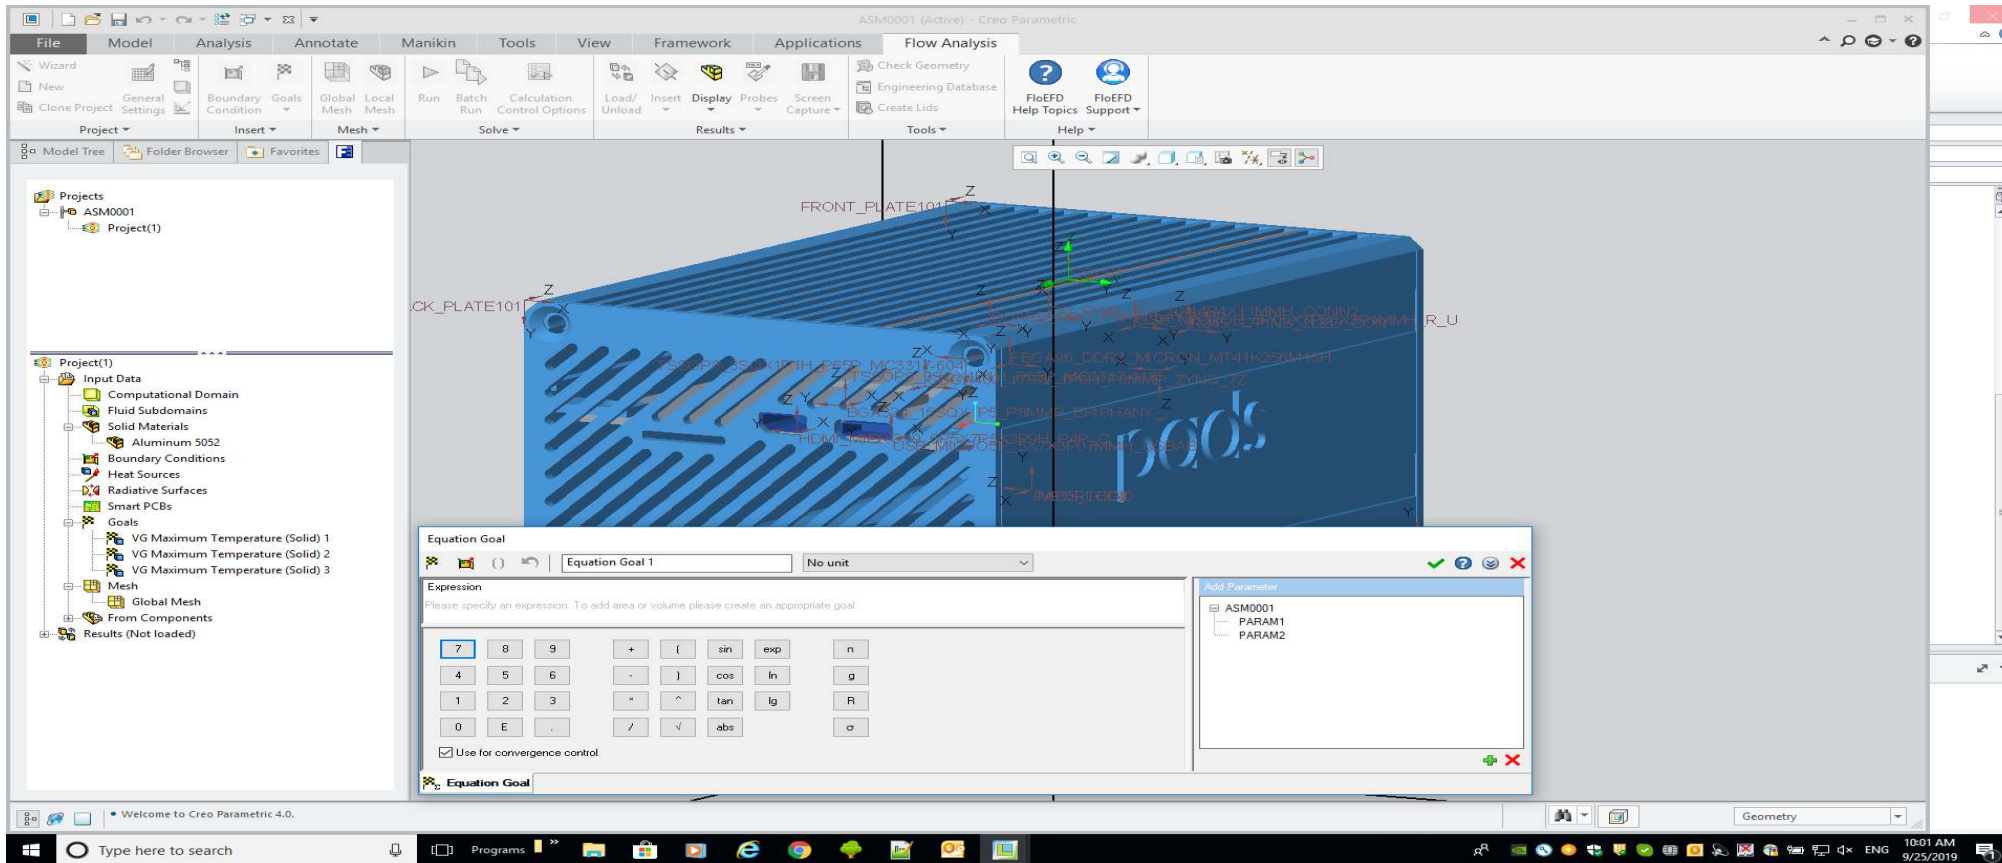 ASM0001 (Active) - Creo Parametric
File Model Analysis Annotate Manikin Tools View Framework Applications Flow Analysis
Wizard
New
Clone Project
General Settings
Boundary Condition
Goals
Global Mesh
Local Mesh
Run
Batch Run
Calculation Control Options
Load/ Unload
Insert
Display
Probes
Screen Capture
Check Geometry
Engineering Database
Create Lids
FloEFD Help Topics
FloEFD Support
Project Insert Mesh Solve Results Tools Help
Model Tree Folder Browser Favorites
Projects
ASM0001
Project(1)
Project(1)
Input Data
Computational Domain
Fluid Subdomains
Solid Materials
Aluminum 5052
Boundary Conditions
Heat Sources
Radiative Surfaces
Smart PCBs
Goals
VG Maximum Temperature (Solid) 1
VG Maximum Temperature (Solid) 2
VG Maximum Temperature (Solid) 3
Mesh
Global Mesh
From Components
Results (Not loaded)
FRONT_PLATE101
CK_PLATE101
R_U
pads
Equation Goal
Equation Goal 1
No unit
Expression
Please specify an expression. To add area or volume please create an appropriate goal.
7 8 9 + ( sin exp n
4 5 6 - ) cos ln g
1 2 3 * ^ tan lg R
0 E . / √ abs σ
Use for convergence control
Equation Goal
Add Parameter
ASM0001
PARAM1
PARAM2
Welcome to Creo Parametric 4.0.
Geometry
Type here to search
Programs
ENG
10:01 AM
9/25/2019